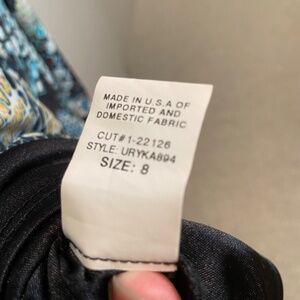 MADE IN U.S.A OF
IMPORTED AND
DOMESTIC FABRIC
CUT#1-22126
STYLE: URYKA894
SIZE: 8